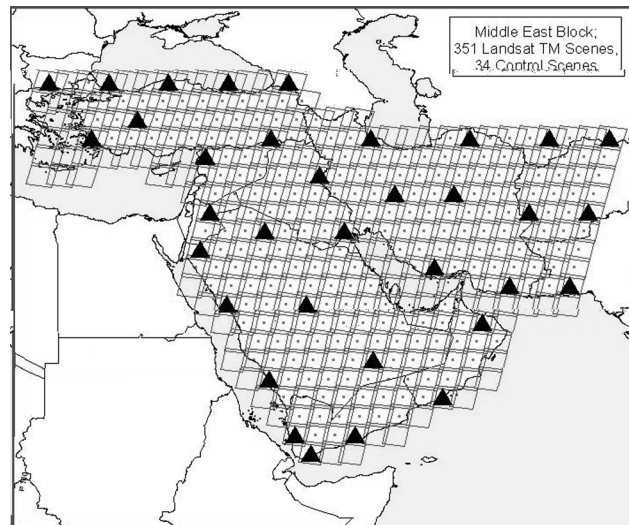 Middle East Block;
351 Landsat TM Scenes,
34 Control Scenes